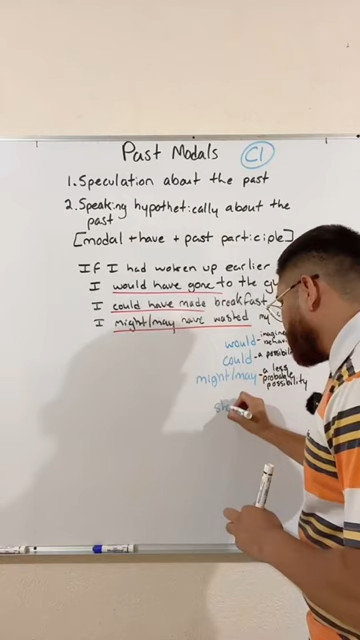 Past Modals C1
1. Speculation about the past
2. Speaking hypothetically about the
past
[modal + have + past participle]
If I had woken up earlier
I would have gone to the
I could have made breakfast
I might/may have wasted my
would - imagined
could - a
might/may - a less
probable
possibility